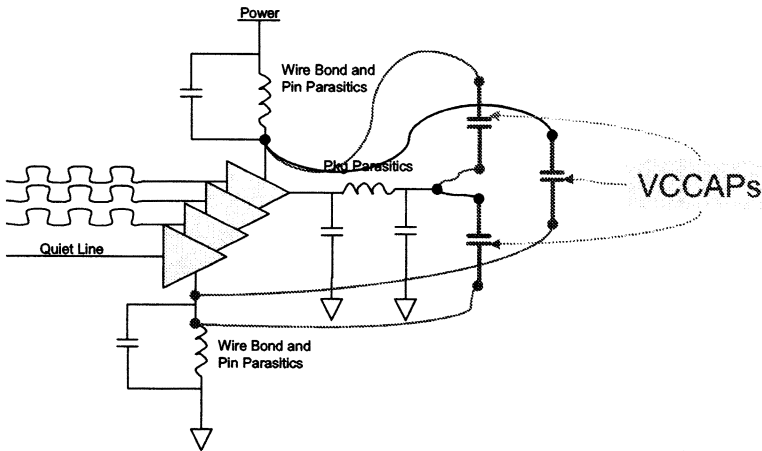 Power
Wire Bond and
Pin Parasitics
Pkg Parasitics
VCCAPs
Quiet Line
Wire Bond and
Pin Parasitics